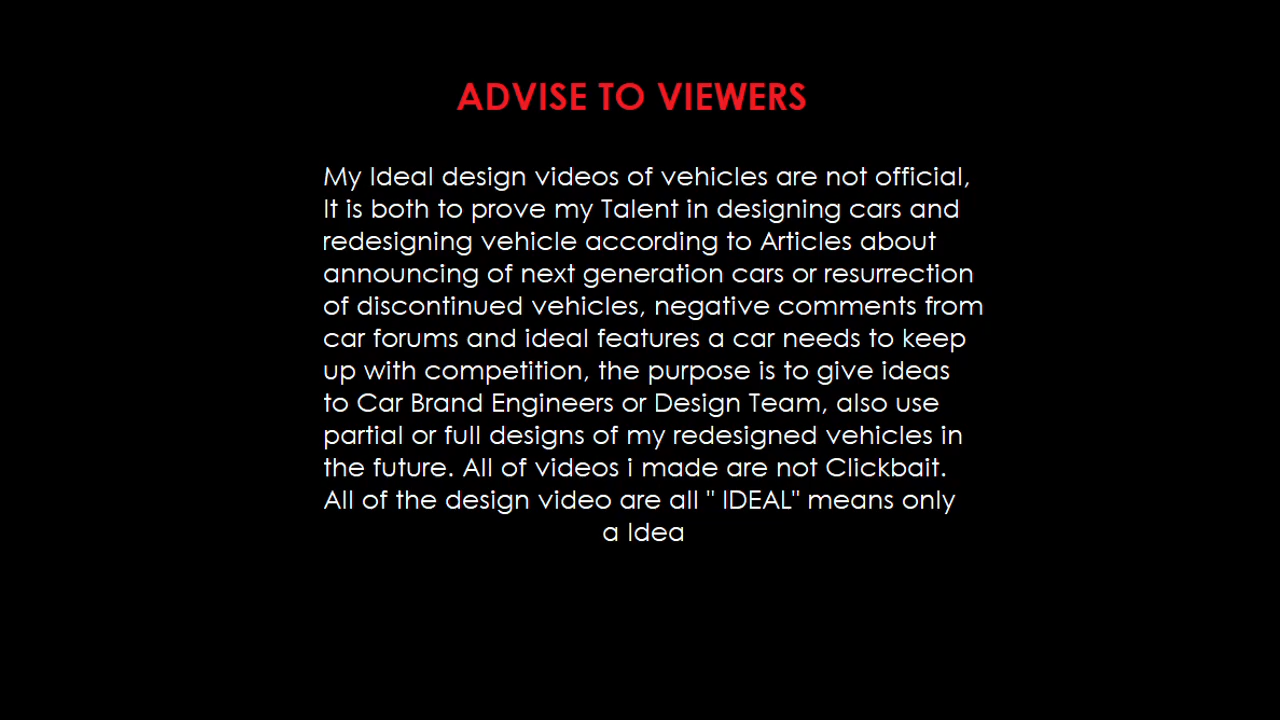 ADVISE TO VIEWERS
My Ideal design videos of vehicles are not official,
It is both to prove my Talent in designing cars and
redesigning vehicle according to Articles about
announcing of next generation cars or resurrection
of discontinued vehicles, negative comments from
car forums and ideal features a car needs to keep
up with competition, the purpose is to give ideas
to Car Brand Engineers or Design Team, also use
partial or full designs of my redesigned vehicles in
the future. All of videos i made are not Clickbait.
All of the design video are all " IDEAL" means only
a Idea